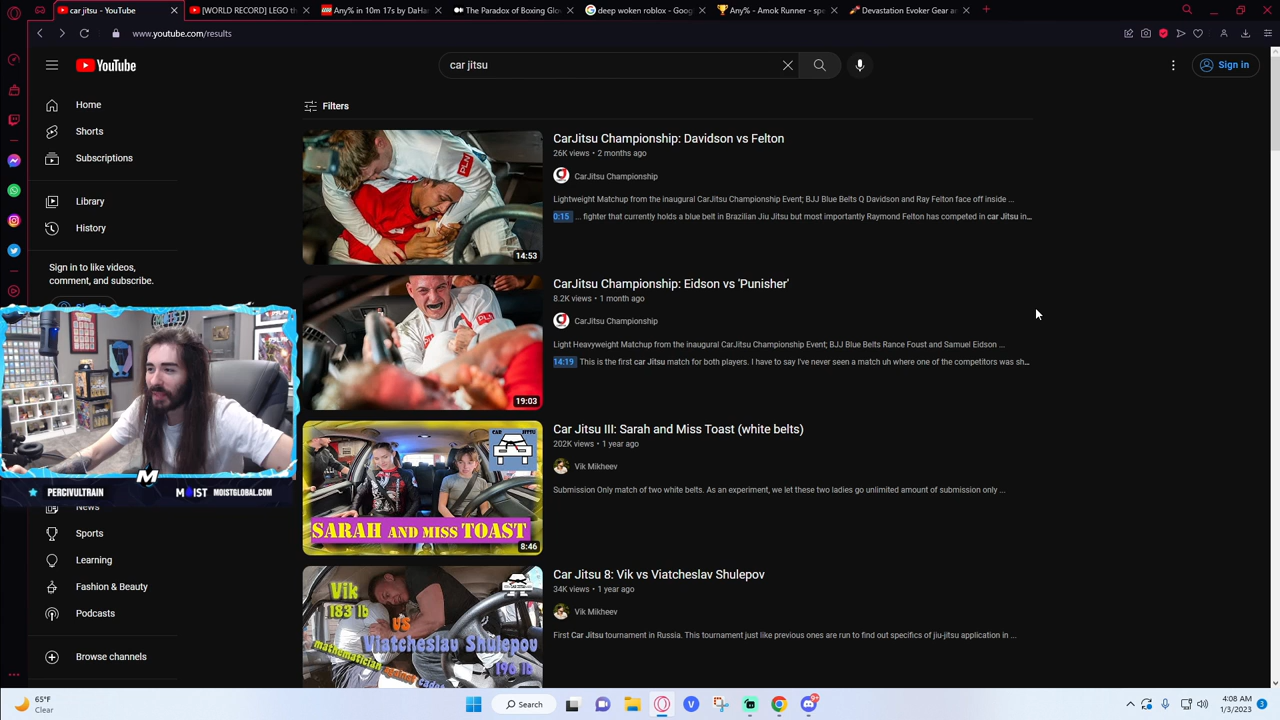 car jitsu - YouTube
[WORLD RECORD] LEGO th
Any% in 10m 17s by DaHa
The Paradox of Boxing Glov
deep woken roblox - Goog
Any% - Amok Runner - spe
Devastation Evoker Gear an
www.youtube.com/results
YouTube
car jitsu
Sign in
Home
Shorts
Subscriptions
Library
History
Sign in to like videos,
comment, and subscribe.
Filters
CarJitsu Championship: Davidson vs Felton
26K views • 2 months ago
CarJitsu Championship
Lightweight Matchup from the inaugural CarJitsu Championship Event; BJJ Blue Belts Q Davidson and Ray Felton face off inside ...
0:15 ... fighter that currently holds a blue belt in Brazilian Jiu Jitsu but most importantly Raymond Felton has competed in car Jitsu in...
PLN
14:53
CarJitsu Championship: Eidson vs 'Punisher'
8.2K views • 1 month ago
CarJitsu Championship
Light Heavyweight Matchup from the inaugural CarJitsu Championship Event; BJJ Blue Belts Rance Foust and Samuel Eidson ...
14:19 This is the first car Jitsu match for both players. I have to say I've never seen a match uh where one of the competitors was sh...
19:03
Car Jitsu III: Sarah and Miss Toast (white belts)
202K views • 1 year ago
Vik Mikheev
Submission Only match of two white belts. As an experiment, we let these two ladies go unlimited amount of submission only ...
CAR JITSU
SARAH AND MISS TOAST
8:46
Car Jitsu 8: Vik vs Viatcheslav Shulepov
34K views • 1 year ago
Vik Mikheev
First Car Jitsu tournament in Russia. This tournament just like previous ones are run to find out specifics of jiu-jitsu application in ...
Vik
183 lb
vs
Viatcheslav Shulepov
mathematician
190 lb
M
PERCIVULTRAIN
MOIST
MOISTGLOBAL.COM
News
Sports
Learning
Fashion & Beauty
Podcasts
Browse channels
65°F
Clear
Search
V
9+
4:08 AM
1/3/2023
3